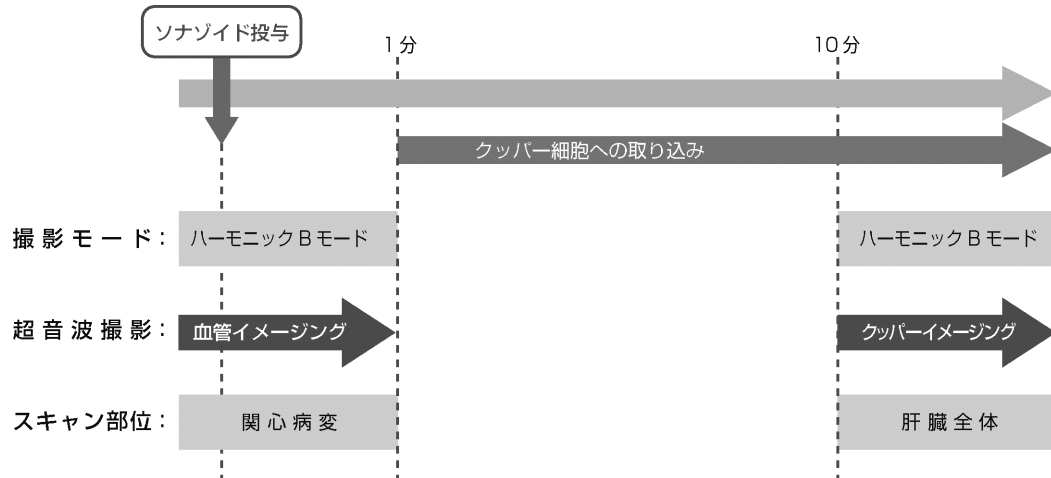 ソナゾイド投与
1分
10分
クッパー細胞への取り込み
撮影モード：
ハーモニックBモード
ハーモニックBモード
超音波撮影：
血管イメージング
クッパーイメージング
スキャン部位：
関心病変
肝臓全体